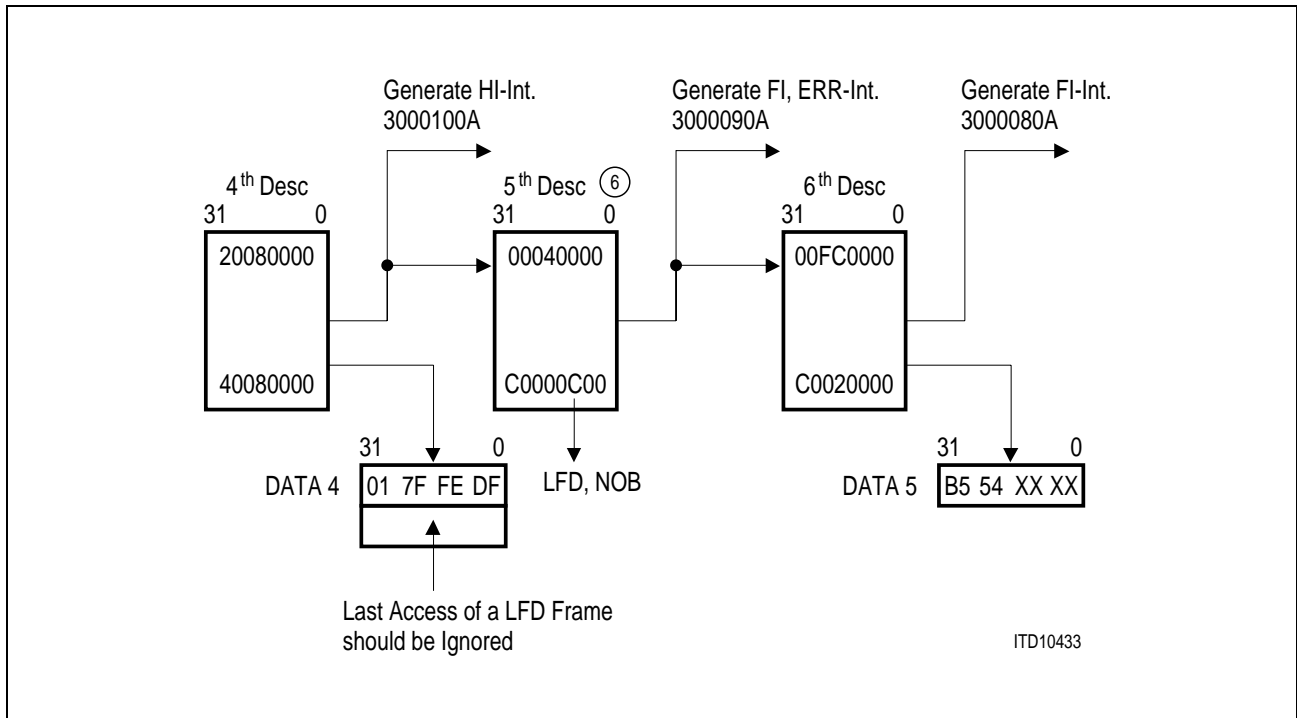 Generate HI-Int.
3000100A
Generate FI, ERR-Int.
3000090A
Generate FI-Int.
3000080A
4th Desc
31 0
20080000
40080000
5th Desc 6
31 0
00040000
C0000C00
6th Desc
31 0
00FC0000
C0020000
31 0
DATA 4 01 7F FE DF
LFD, NOB
31 0
DATA 5 B5 54 XX XX
Last Access of a LFD Frame
should be Ignored
ITD10433